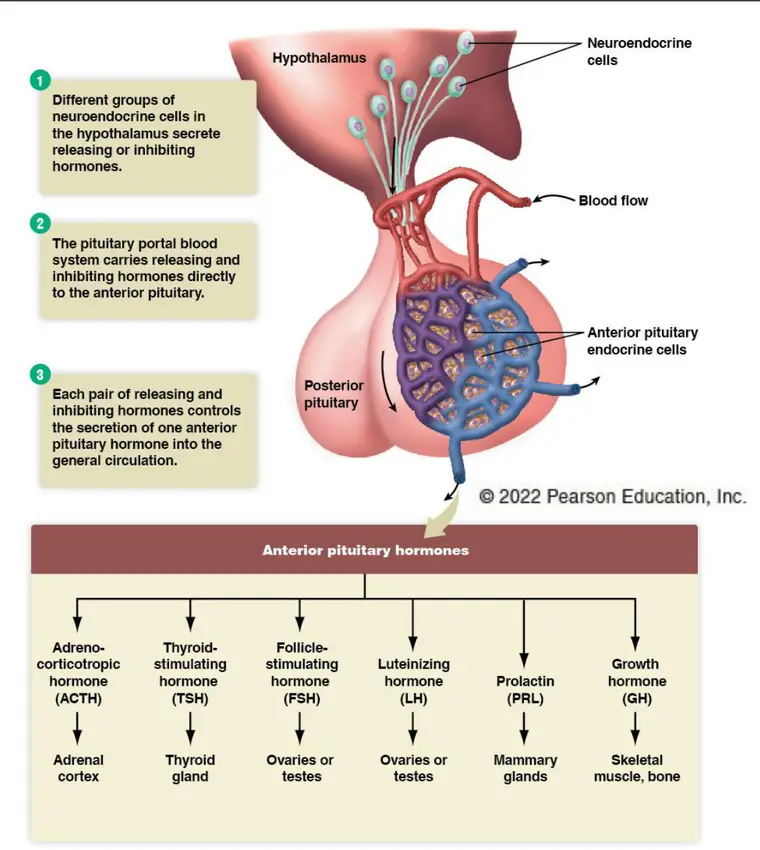 Hypothalamus
Neuroendocrine
cells
1
Different groups of
neuroendocrine cells in
the hypothalamus secrete
releasing or inhibiting
hormones.
Blood flow
2
The pituitary portal blood
system carries releasing and
inhibiting hormones directly
to the anterior pituitary.
Anterior pituitary
endocrine cells
3
Each pair of releasing and
inhibiting hormones controls
the secretion of one anterior
pituitary hormone into the
general circulation.
Posterior
pituitary
© 2022 Pearson Education, Inc.
Anterior pituitary hormones
Adreno-
corticotropic
hormone
(ACTH)
Thyroid-
stimulating
hormone
(TSH)
Follicle-
stimulating
hormone
(FSH)
Luteinizing
hormone
(LH)
Prolactin
(PRL)
Growth
hormone
(GH)
Adrenal
cortex
Thyroid
gland
Ovaries or
testes
Ovaries or
testes
Mammary
glands
Skeletal
muscle, bone